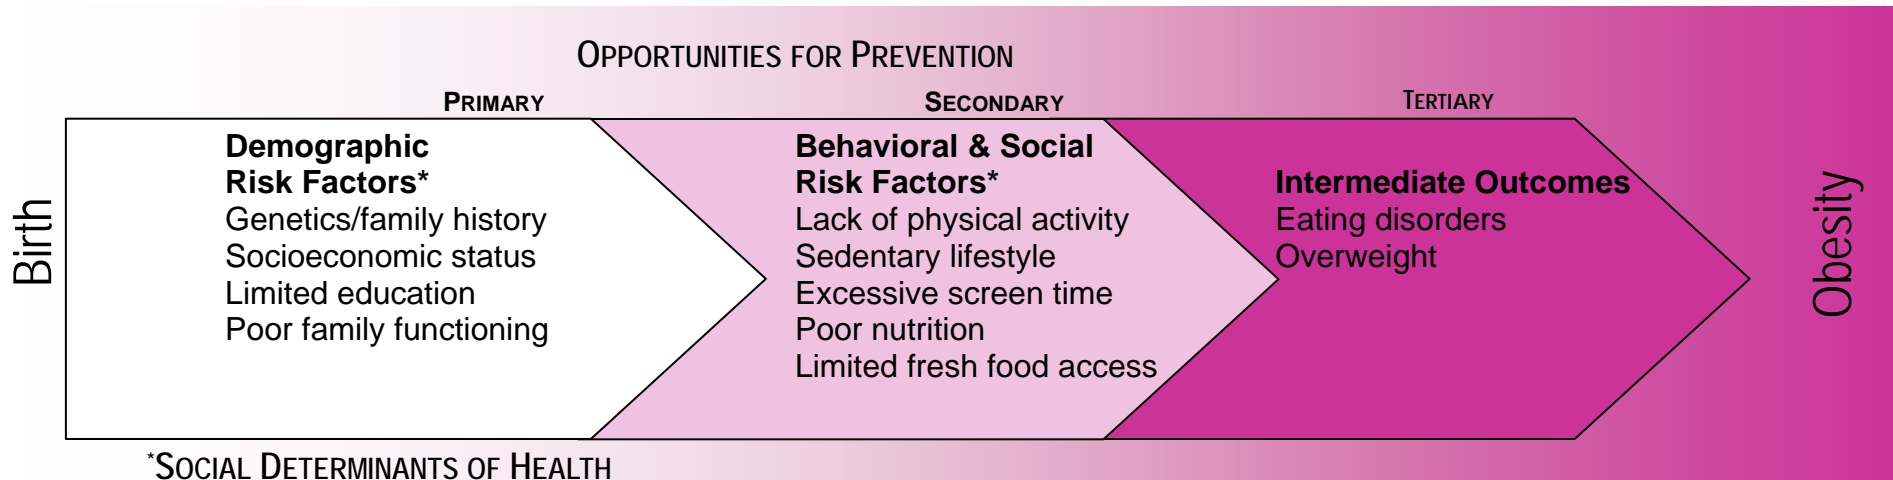 OPPORTUNITIES FOR PREVENTION
PRIMARY
SECONDARY
TERTIARY
Birth
Demographic
Risk Factors*
Genetics/family history
Socioeconomic status
Limited education
Poor family functioning
Behavioral & Social
Risk Factors*
Lack of physical activity
Sedentary lifestyle
Excessive screen time
Poor nutrition
Limited fresh food access
Intermediate Outcomes
Eating disorders
Overweight
Obesity
*SOCIAL DETERMINANTS OF HEALTH